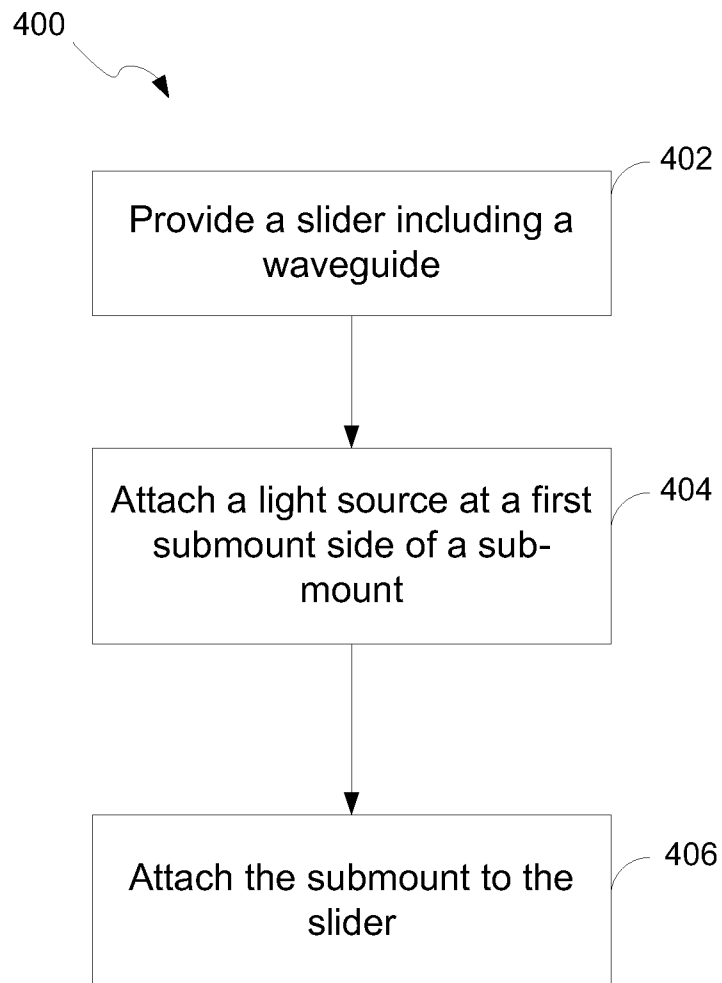 400
402
Provide a slider including a
waveguide
404
Attach a light source at a first
submount side of a sub-
mount
406
Attach the submount to the
slider